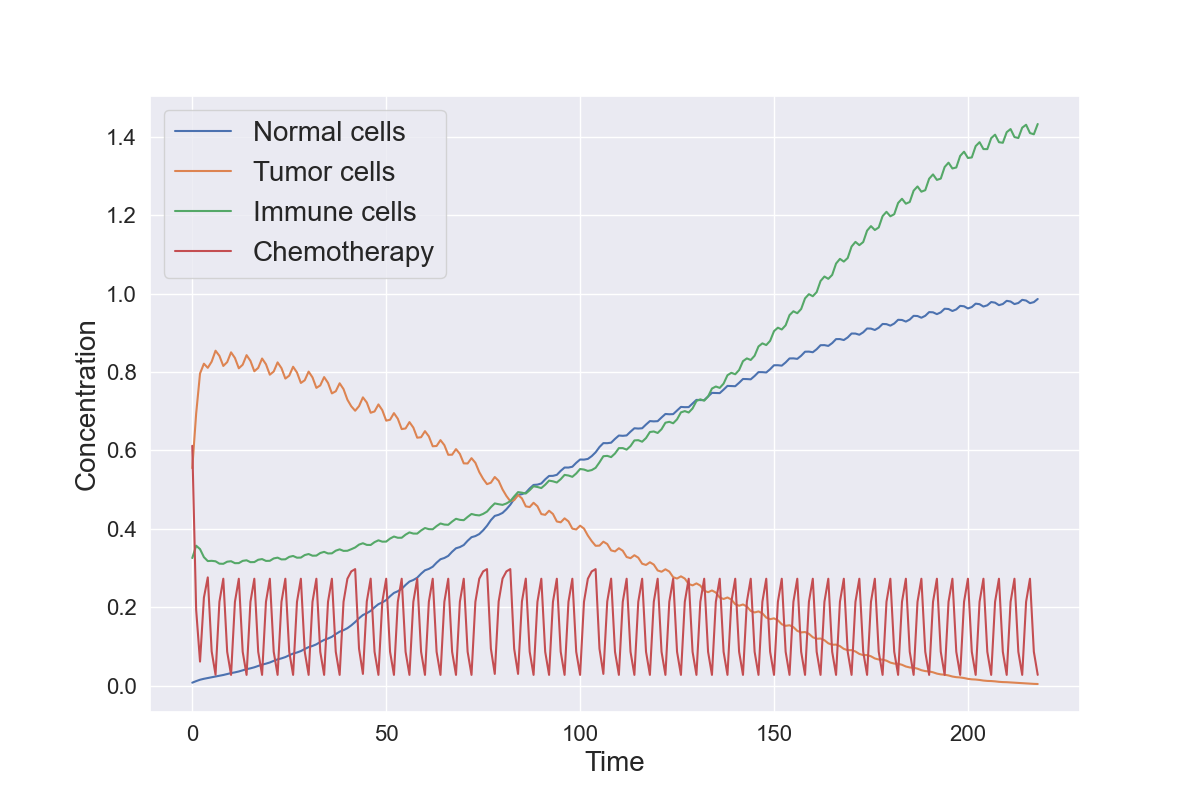 Normal cells
Tumor cells
Immune cells
Chemotherapy
1.4
1.2
1.0
0.8
0.6
0.4
0.2
0.0
Concentration
0 50 100 150 200
Time